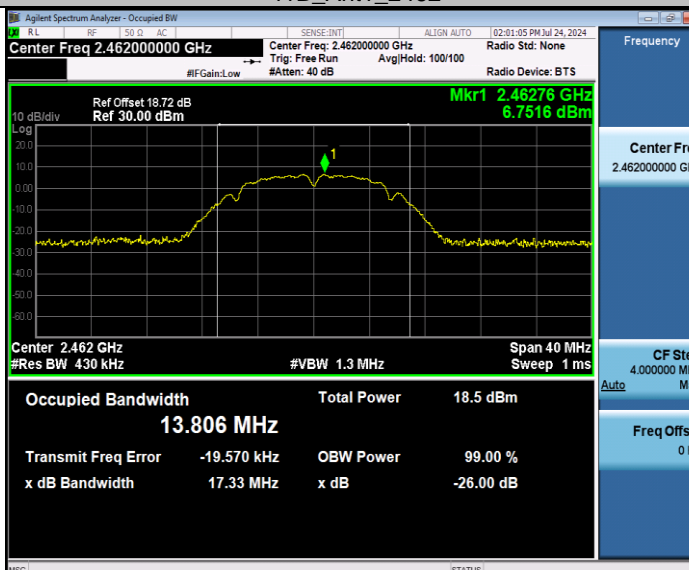 Agilent Spectrum Analyzer - Occupied BW
RL RF 50 Ω AC SENSE:INT ALIGN AUTO 02:01:05 PM Jul 24, 2024
Center Freq 2.462000000 GHz
Center Freq: 2.462000000 GHz
Radio Std: None
Trig: Free Run Avg|Hold: 100/100
#IFGain:Low
#Atten: 40 dB
Radio Device: BTS
Frequency
Ref Offset 18.72 dB
Ref 30.00 dBm
10 dB/div
Log
Mkr1 2.46276 GHz
6.7516 dBm
1
20.0
10.0
0.00
-10.0
-20.0
-30.0
-40.0
-50.0
-60.0
Center 2.462 GHz
Span 40 MHz
#Res BW 430 kHz
#VBW 1.3 MHz
Sweep 1 ms
Occupied Bandwidth
13.806 MHz
Total Power 18.5 dBm
Transmit Freq Error -19.570 kHz
OBW Power 99.00 %
x dB Bandwidth 17.33 MHz
x dB -26.00 dB
Center Fr
2.462000000 G
CF Ste
4.000000 M
Auto M
Freq Offs
0
MSG
STATUS